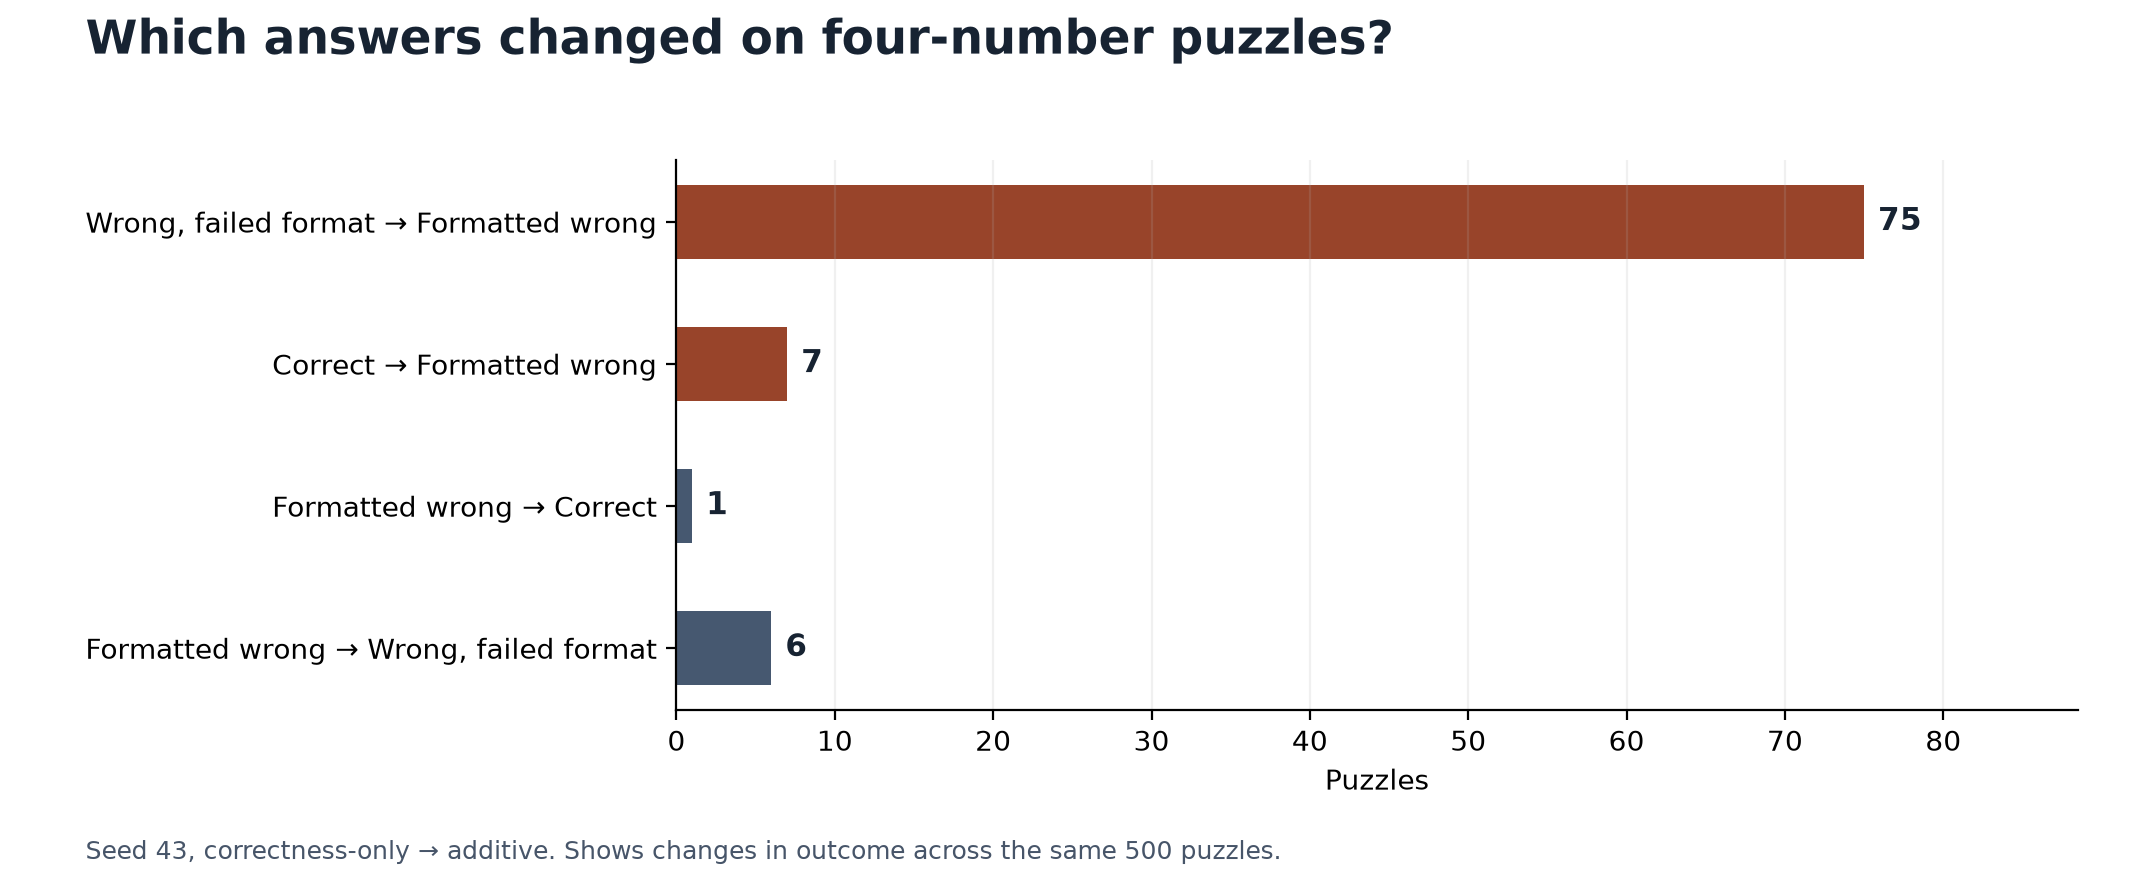 Which answers changed on four-number puzzles?
Wrong, failed format → Formatted wrong
75
Correct → Formatted wrong
7
Formatted wrong → Correct
1
Formatted wrong → Wrong, failed format
6
0 10 20 30 40 50 60 70 80
Puzzles
Seed 43, correctness-only → additive. Shows changes in outcome across the same 500 puzzles.